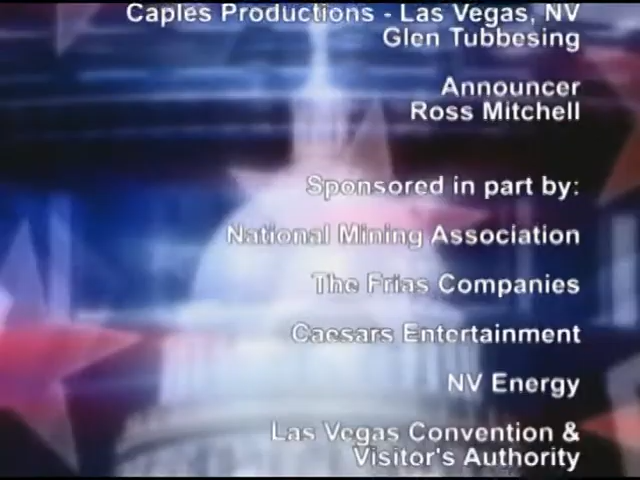 Caples Productions - Las Vegas, NV
Glen Tubbesing
Announcer
Ross Mitchell
Sponsored in part by:
National Mining Association
The Frias Companies
Caesars Entertainment
NV Energy
Las Vegas Convention &
Visitor's Authority